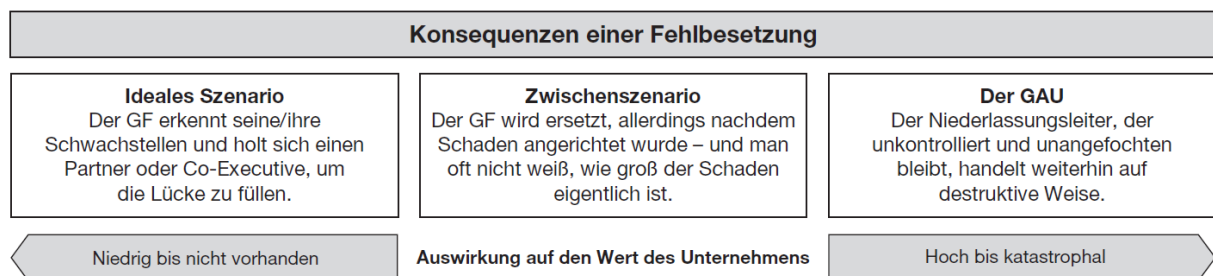 Konsequenzen einer Fehlbesetzung
Ideales Szenario
Der GF erkennt seine/ihre
Schwachstellen und holt sich einen
Partner oder Co-Executive, um
die Lücke zu füllen.
Zwischenszenario
Der GF wird ersetzt, allerdings nachdem
Schaden angerichtet wurde – und man
oft nicht weiß, wie groß der Schaden
eigentlich ist.
Der GAU
Der Niederlassungsleiter, der
unkontrolliert und unangefochten
bleibt, handelt weiterhin auf
destruktive Weise.
Niedrig bis nicht vorhanden
Auswirkung auf den Wert des Unternehmens
Hoch bis katastrophal